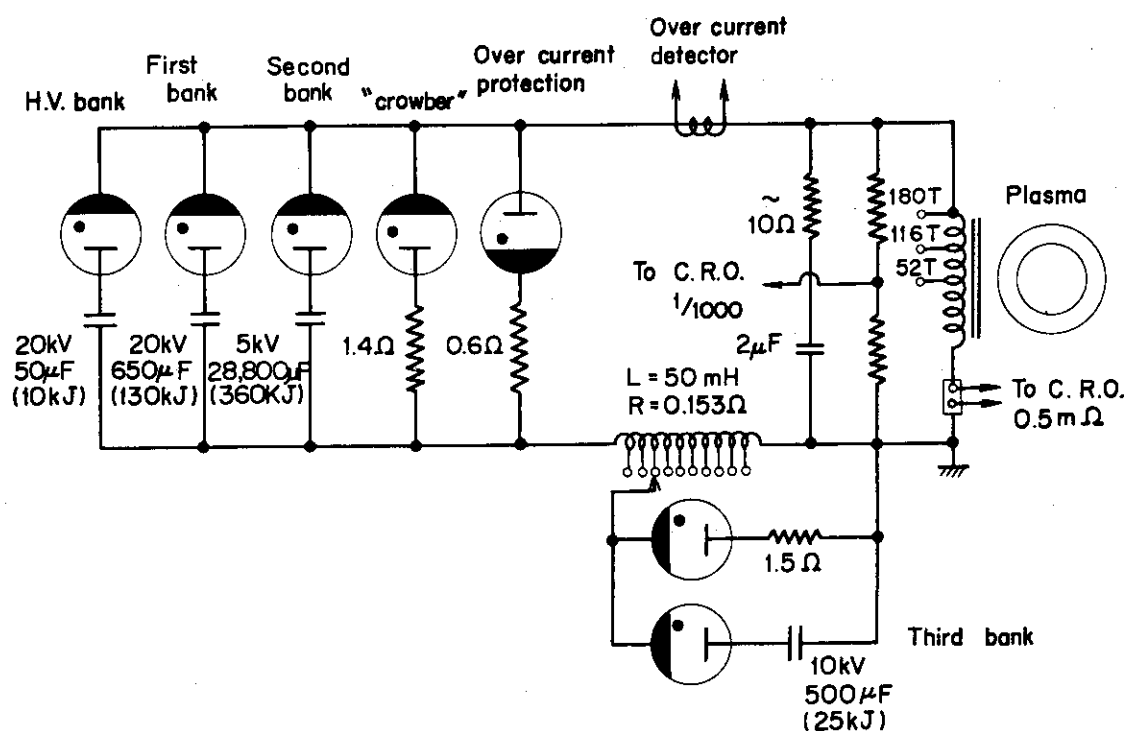 Over current
detector
Over current
protection
First
bank
Second
bank
"crowber"
H.V. bank
180T
116T
52T
Plasma
~
10Ω
To C.R.O.
1/1000
20kV
50μF
(10kJ)
20kV
650μF
(130kJ)
5kV
28,800μF
(360KJ)
1.4Ω
0.6Ω
2μF
L = 50 mH
R = 0.153Ω
To C.R.O.
0.5mΩ
1.5Ω
Third bank
10kV
500μF
(25kJ)